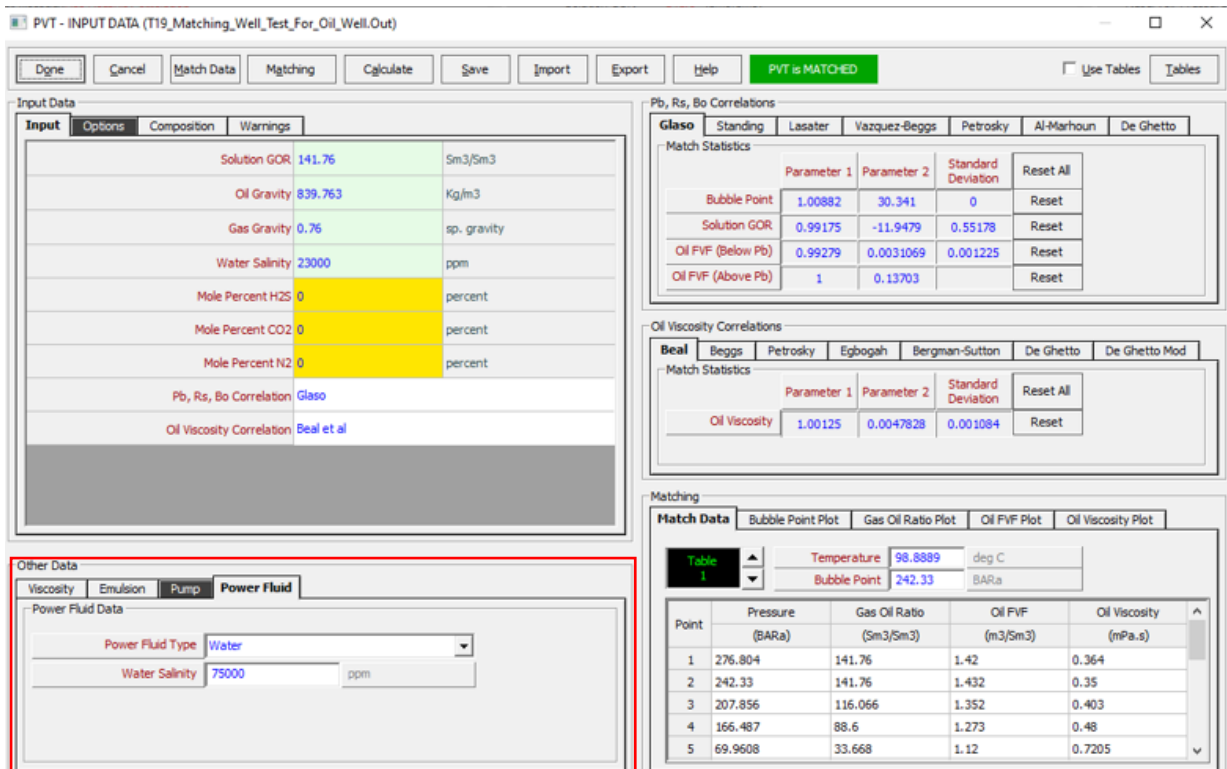 PVT - INPUT DATA (T19_Matching_Well_Test_For_Oil_Well.Out)
Done Cancel Match Data Matching Calculate Save Import Export Help PVT is MATCHED Use Tables Tables
Input Data
Input Options Composition Warnings
Solution GOR 141.76 Sm3/Sm3
Oil Gravity 839.763 Kg/m3
Gas Gravity 0.76 sp. gravity
Water Salinity 23000 ppm
Mole Percent H2S 0 percent
Mole Percent CO2 0 percent
Mole Percent N2 0 percent
Pb, Rs, Bo Correlation Glaso
Oil Viscosity Correlation Beal et al
Other Data
Viscosity Emulsion Pump Power Fluid
Power Fluid Data
Power Fluid Type Water
Water Salinity 75000 ppm
Pb, Rs, Bo Correlations
Glaso Standing Lasater Vazquez-Beggs Petrosky Al-Marhoun De Ghetto
Match Statistics
Parameter 1 Parameter 2 Standard Deviation Reset All
Bubble Point 1.00882 30.341 0 Reset
Solution GOR 0.99175 -11.9479 0.55178 Reset
Oil FVF (Below Pb) 0.99279 0.0031069 0.001225 Reset
Oil FVF (Above Pb) 1 0.13703 Reset
Oil Viscosity Correlations
Beal Beggs Petrosky Egbogah Bergman-Sutton De Ghetto De Ghetto Mod
Match Statistics
Parameter 1 Parameter 2 Standard Deviation Reset All
Oil Viscosity 1.00125 0.0047828 0.001084 Reset
Matching
Match Data Bubble Point Plot Gas Oil Ratio Plot Oil FVF Plot Oil Viscosity Plot
Table 1
Temperature 98.8889 deg C
Bubble Point 242.33 BARa
Point Pressure Gas Oil Ratio Oil FVF Oil Viscosity
(BARa) (Sm3/Sm3) (m3/Sm3) (mPa.s)
1 276.804 141.76 1.42 0.364
2 242.33 141.76 1.432 0.35
3 207.856 116.066 1.352 0.403
4 166.487 88.6 1.273 0.48
5 69.9608 33.668 1.12 0.7205